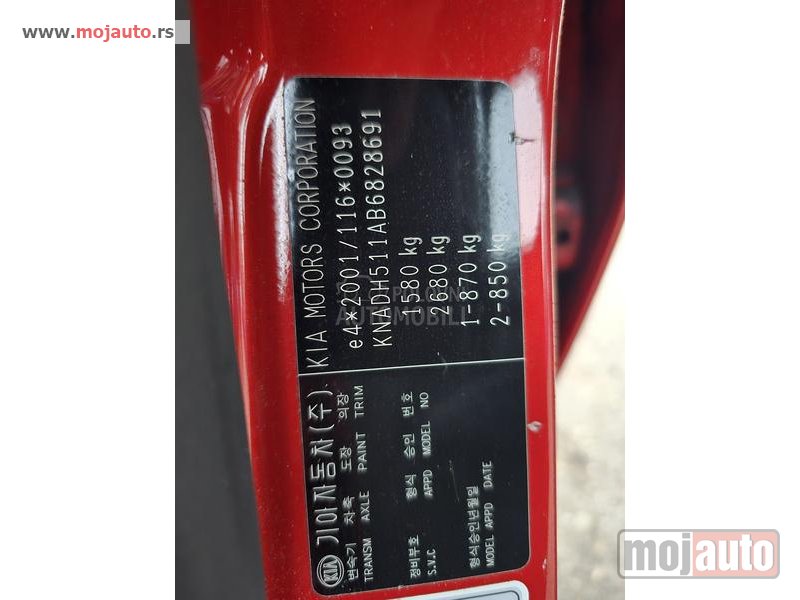 www.mojauto.rs
KIA 기아자동차(주). KIA MOTORS CORPORATION
변속기 차축 도장 의장
TRANSM AXLE PAINT TRIM
e4*2001/116*0093
KNADH511AB6828691
형식 승인 번호
APPD MODEL NO
1580 kg
2680 kg
1-870 kg
2-850 kg
정비부호
S.V.C
형식승인년월일
MODEL APPD DATE
POLOVNI
AUTOMOBILI
mojauto